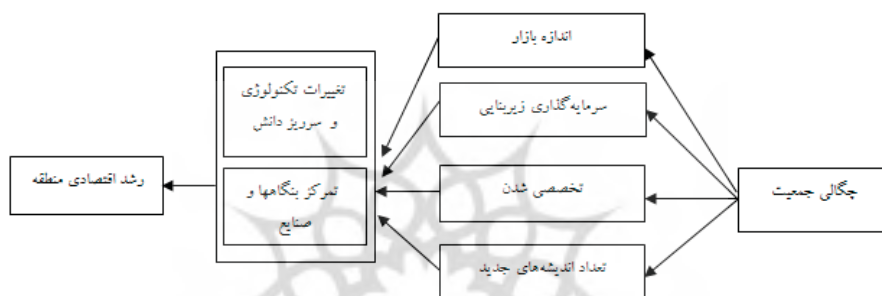 اندازه بازار
سرمایه‌گذاری زیربنایی
تخصصی شدن
تعداد اندیشه‌های جدید
چگالی جمعیت
تغییرات تکنولوژی
و سرریز دانش
تمرکز بنگاهها و
صنایع
رشد اقتصادی منطقه